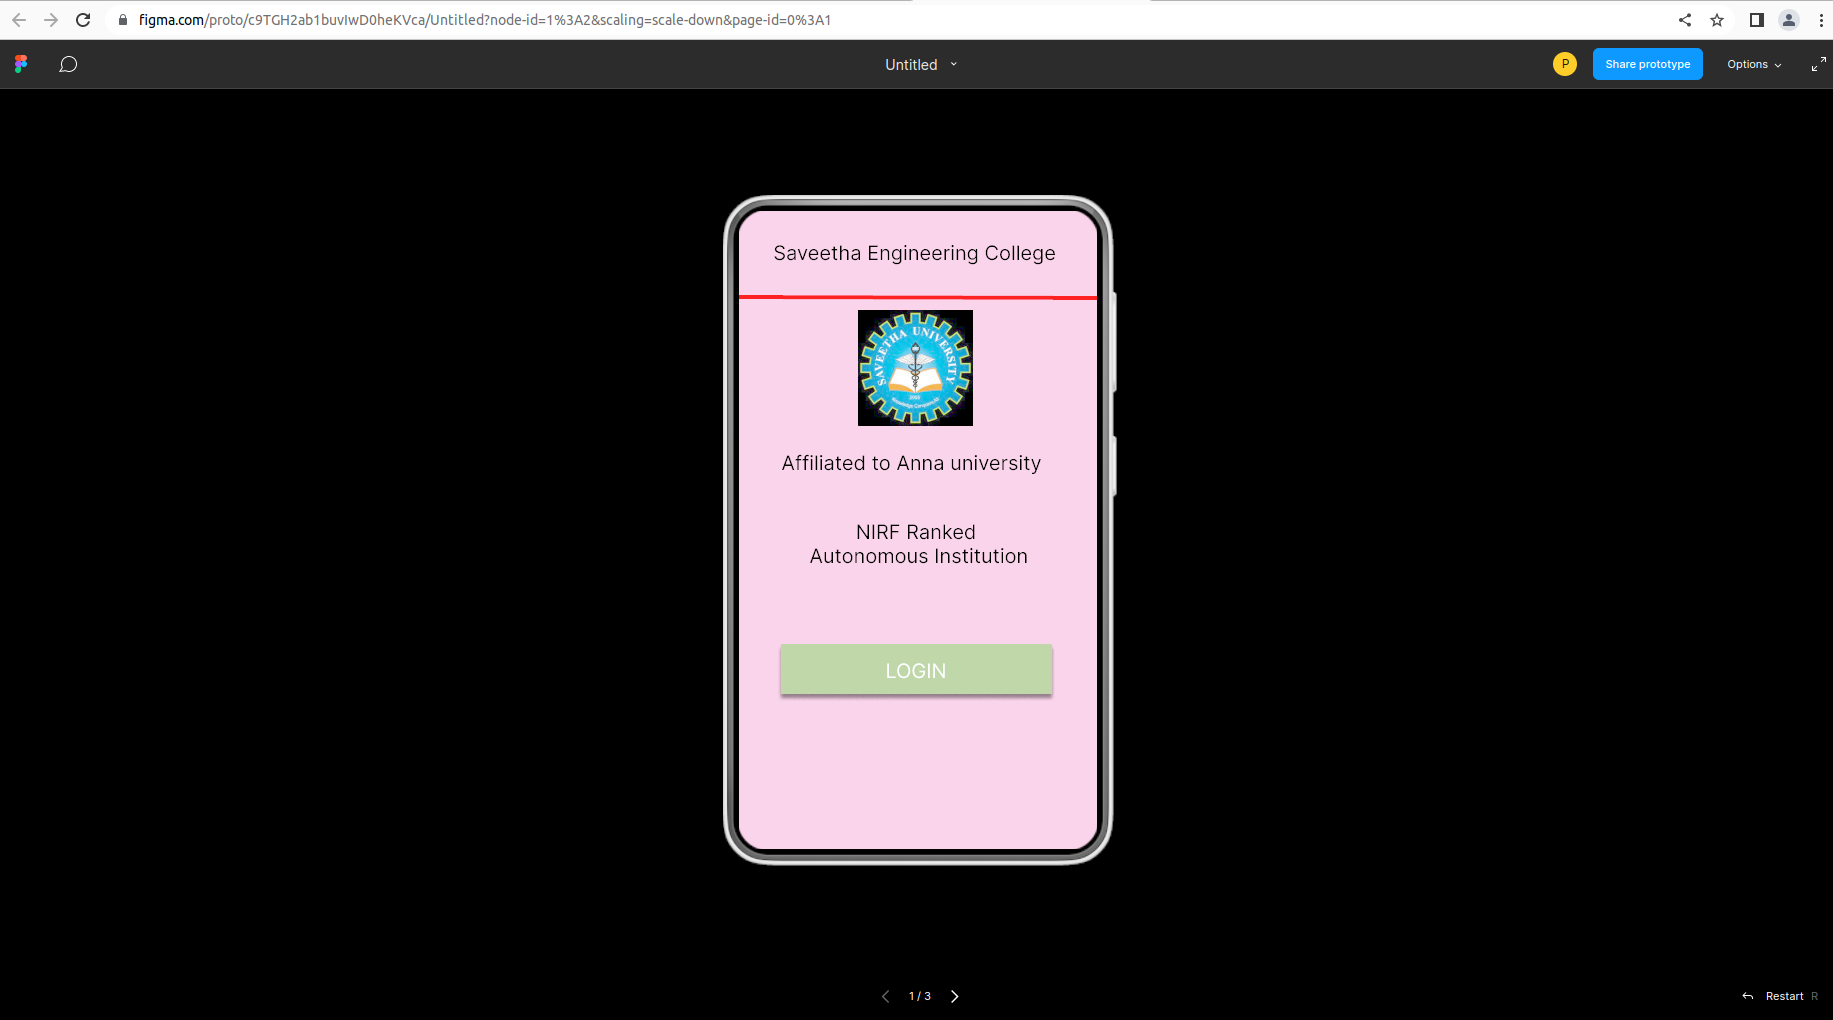 figma.com/proto/c9TGH2ab1buvIwD0heKVca/Untitled?node-id=1%3A2&scaling=scale-down&page-id=0%3A1
Untitled
P
Share prototype
Options
Saveetha Engineering College
SAVEETHA UNIVERSITY
2005
Affiliated to Anna university
NIRF Ranked
Autonomous Institution
LOGIN
1 / 3
Restart R